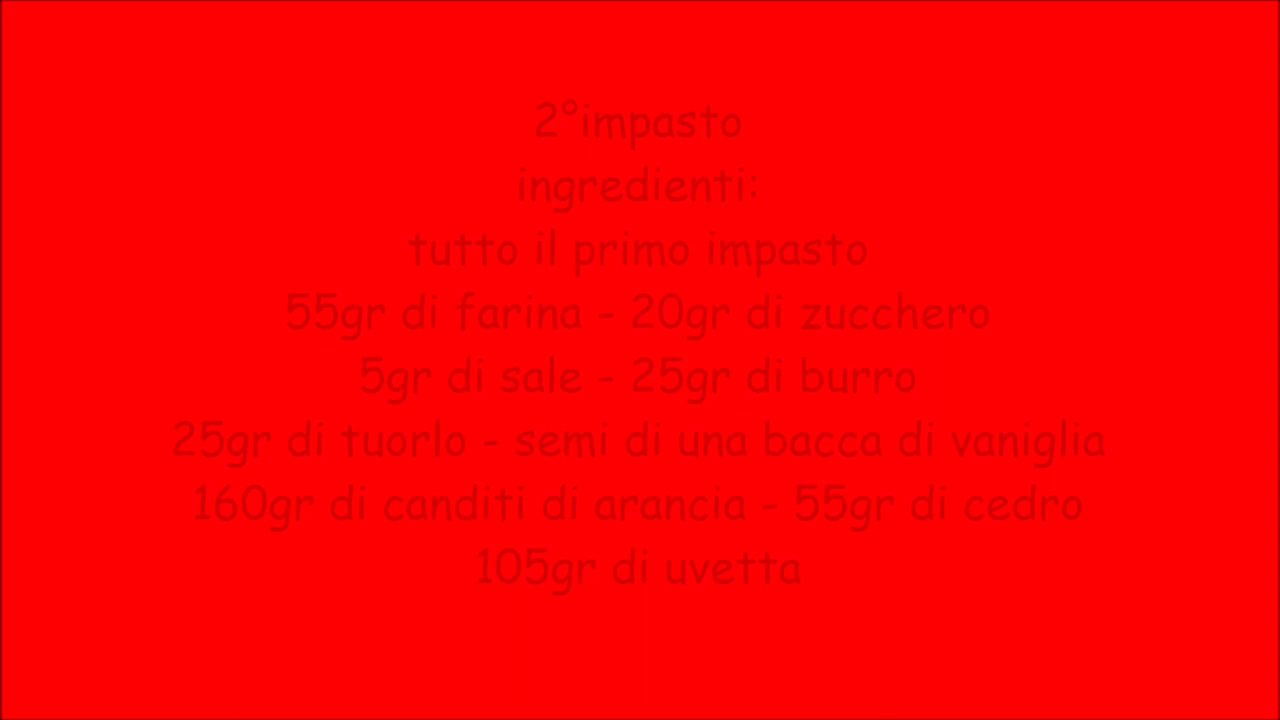 2°impasto
ingredienti:
tutto il primo impasto
55gr di farina - 20gr di zucchero
5gr di sale - 25gr di burro
25gr di tuorlo - semi di una bacca di vaniglia
160gr di canditi di arancia - 55gr di cedro
105gr di uvetta